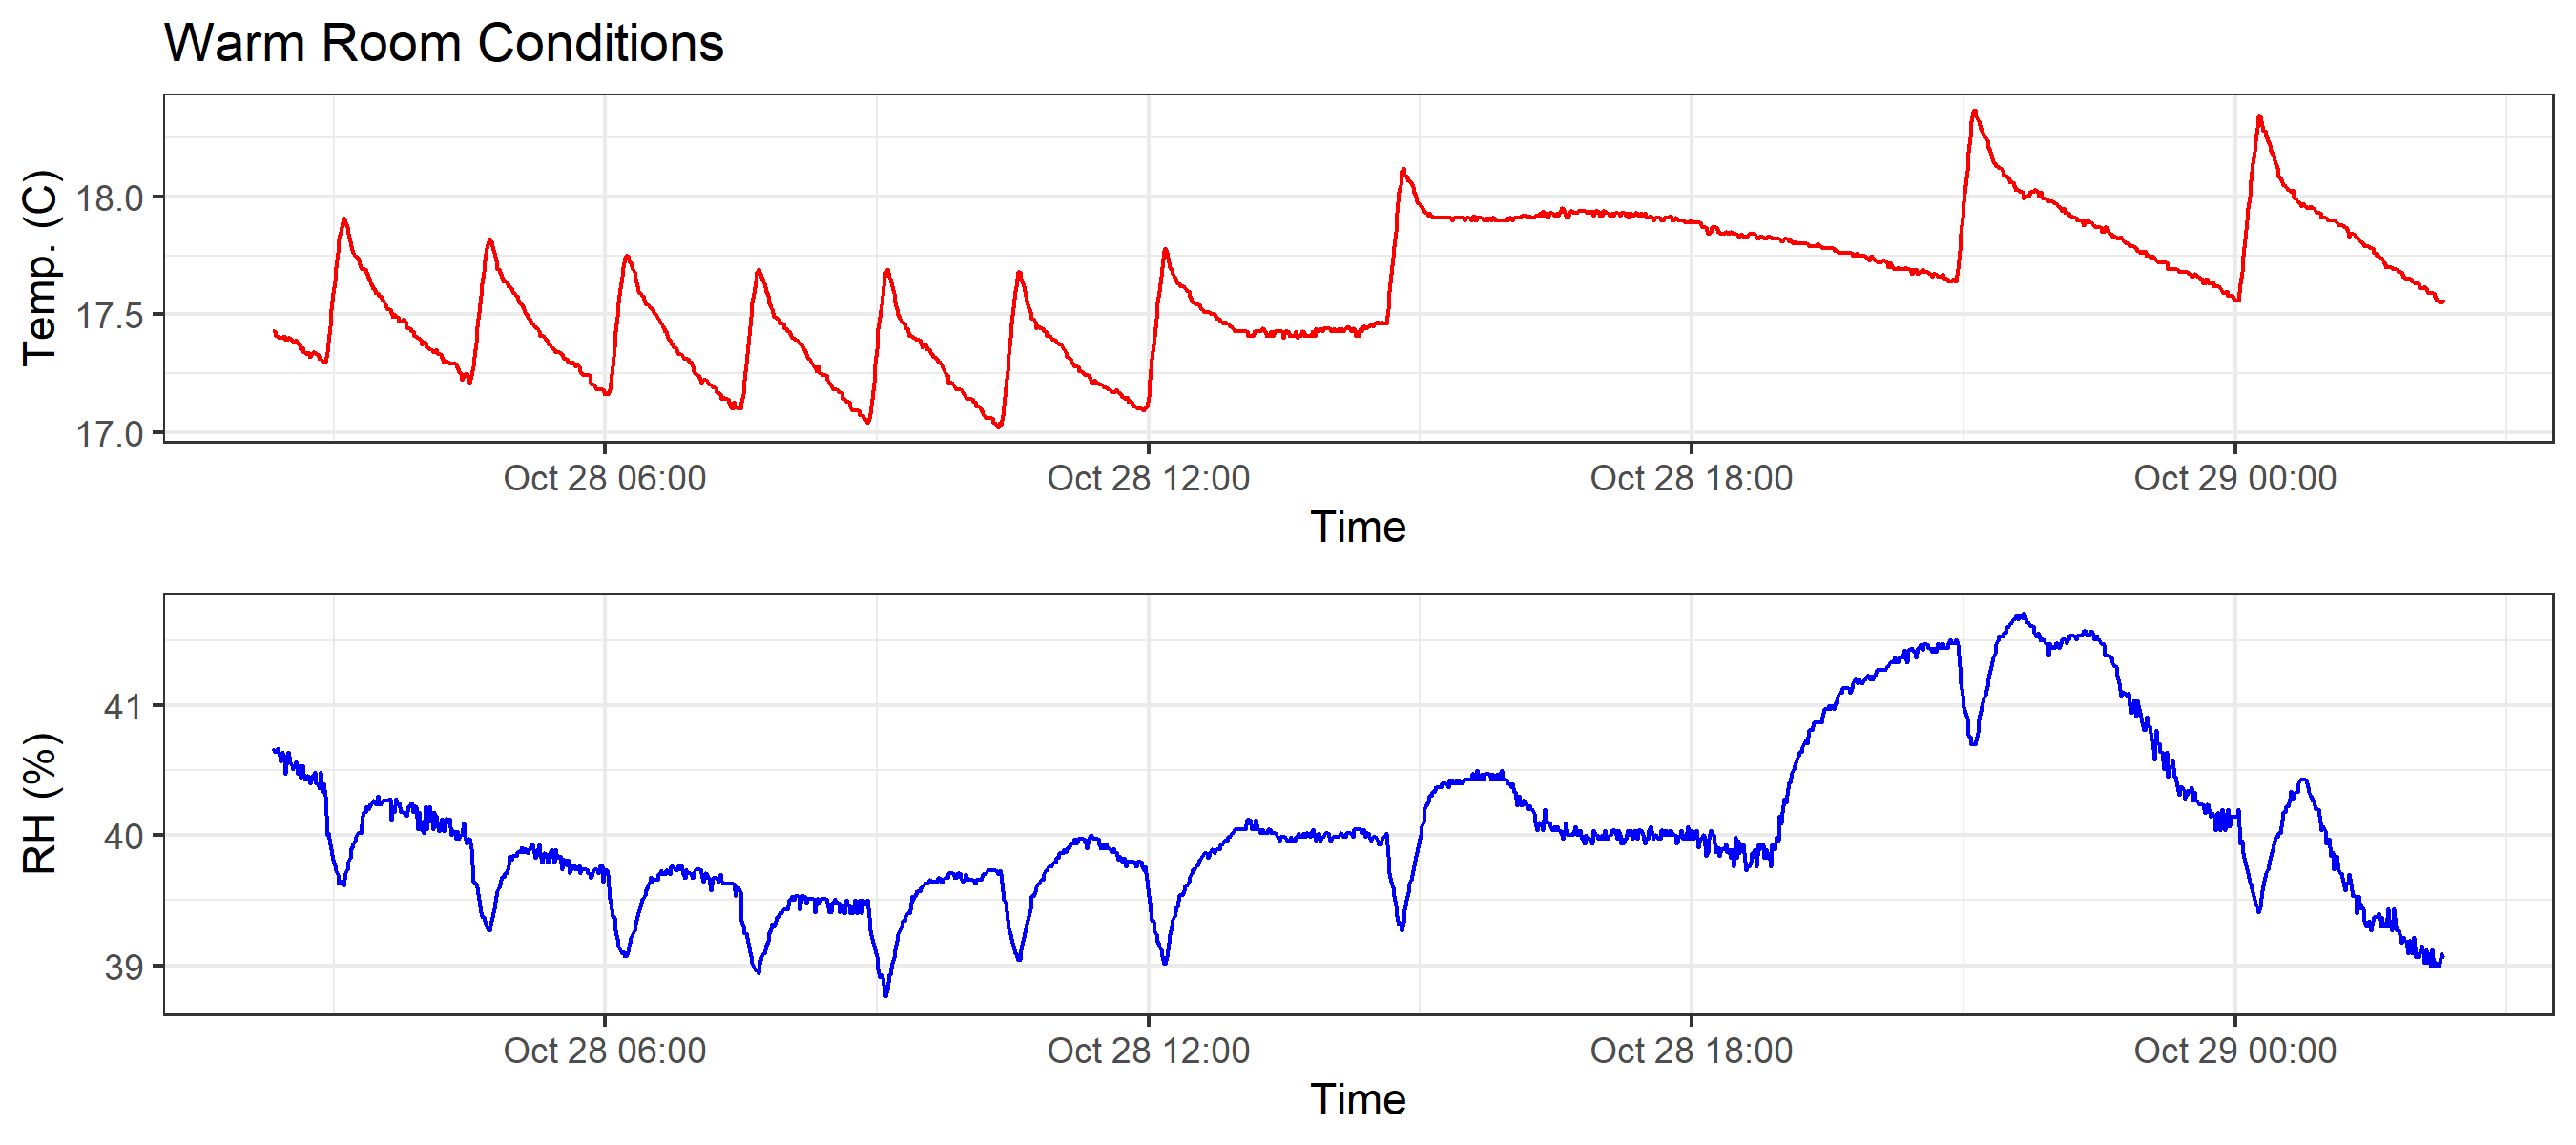 Warm Room Conditions
Temp. (C)
18.0
17.5
17.0
Oct 28 06:00 Oct 28 12:00 Oct 28 18:00 Oct 29 00:00
Time
RH (%)
41
40
39
Oct 28 06:00 Oct 28 12:00 Oct 28 18:00 Oct 29 00:00
Time